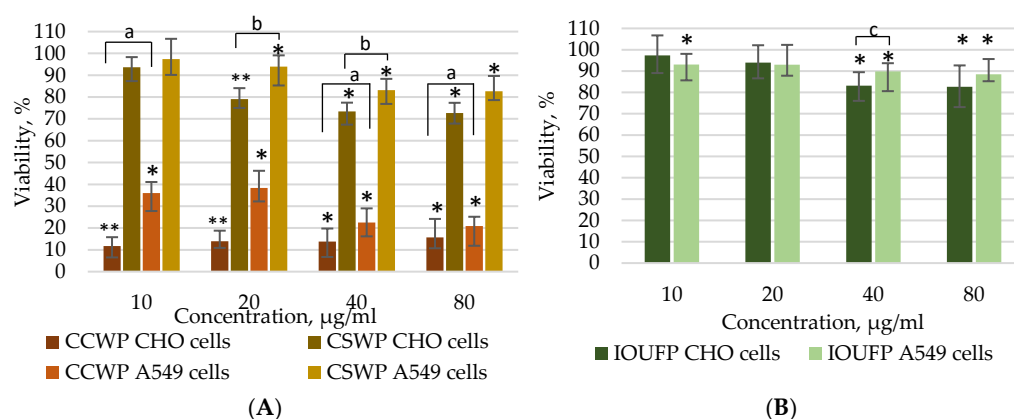 110
100
90
80
70
60
50
40
30
20
10
0
Viability, %
a
b
b
a
a
** * ** * * * * * * * * * *
10 20 40 80
Concentration, µg/ml
CCWP CHO cells CSWP CHO cells
CCWP A549 cells CSWP A549 cells
(A)
110
100
90
80
70
60
50
40
30
20
10
0
Viability, %
c
* * * * *
10 20 40 80
Concentration, µg/ml
IOUFP CHO cells IOUFP A549 cells
(B)